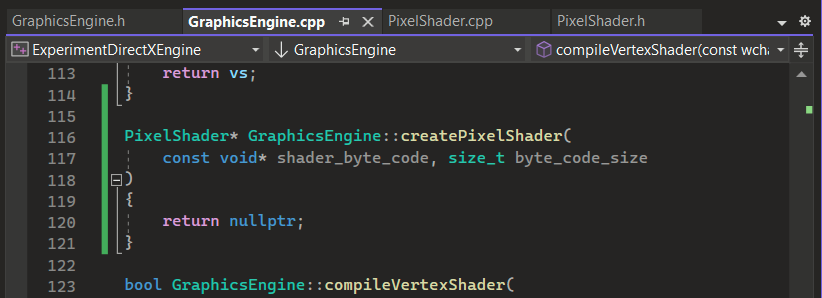 GraphicsEngine.h GraphicsEngine.cpp PixelShader.cpp PixelShader.h
ExperimentDirectXEngine GraphicsEngine compileVertexShader(const wcha
113 return vs;
114 }
115
116 PixelShader* GraphicsEngine::createPixelShader(
117 const void* shader_byte_code, size_t byte_code_size
118 )
119 {
120 return nullptr;
121 }
122
123 bool GraphicsEngine::compileVertexShader(